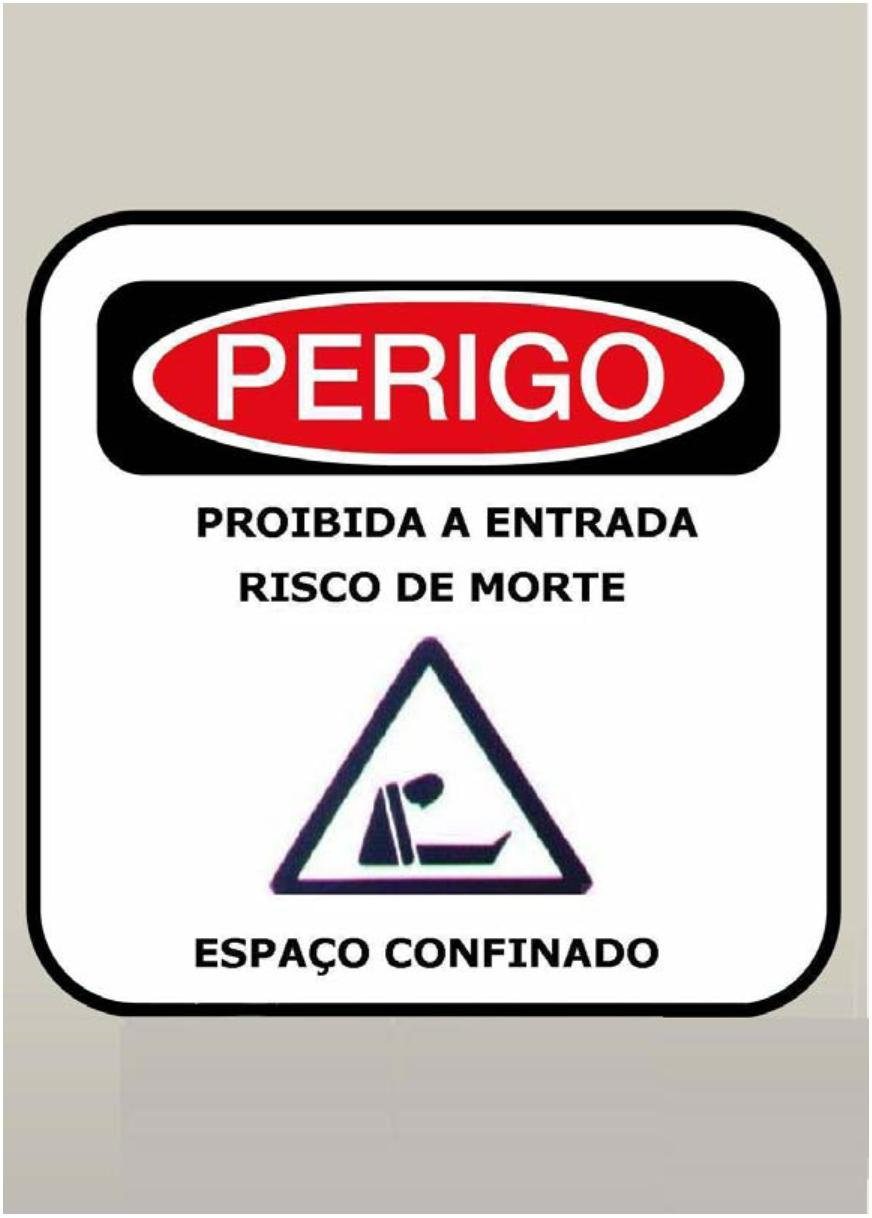 PERIGO
PROIBIDA A ENTRADA
RISCO DE MORTE
ESPAÇO CONFINADO